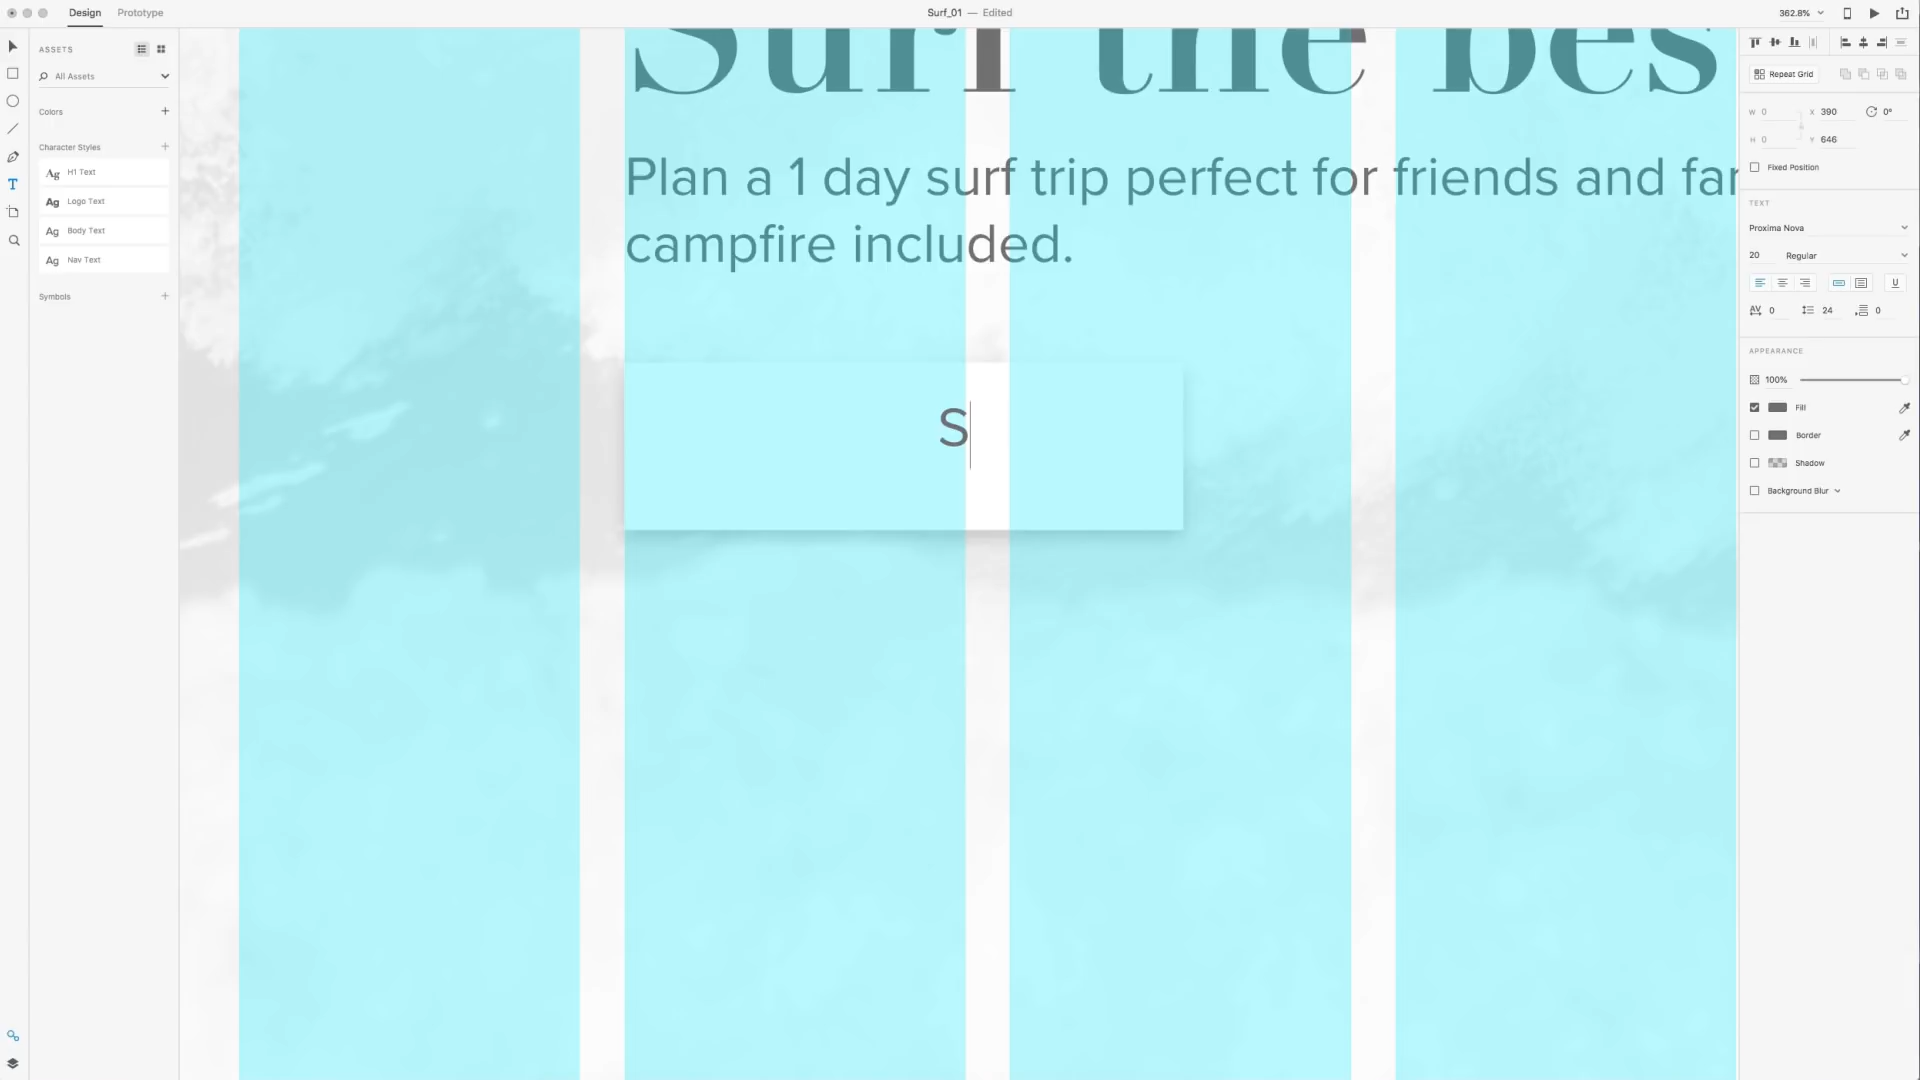 Design
Prototype
Surf_01 — Edited
362.8%
ASSETS
All Assets
Colors
Character Styles
Ag H1 Text
Ag Logo Text
Ag Body Text
Ag Nav Text
Symbols
Surf the bes
Plan a 1 day surf trip perfect for friends and fa
campfire included.
S
Repeat Grid
W 0 X 390 0°
H 0 Y 646
Fixed Position
TEXT
Proxima Nova
20 Regular
U
AV 0 24 0
APPEARANCE
100%
Fill
Border
Shadow
Background Blur